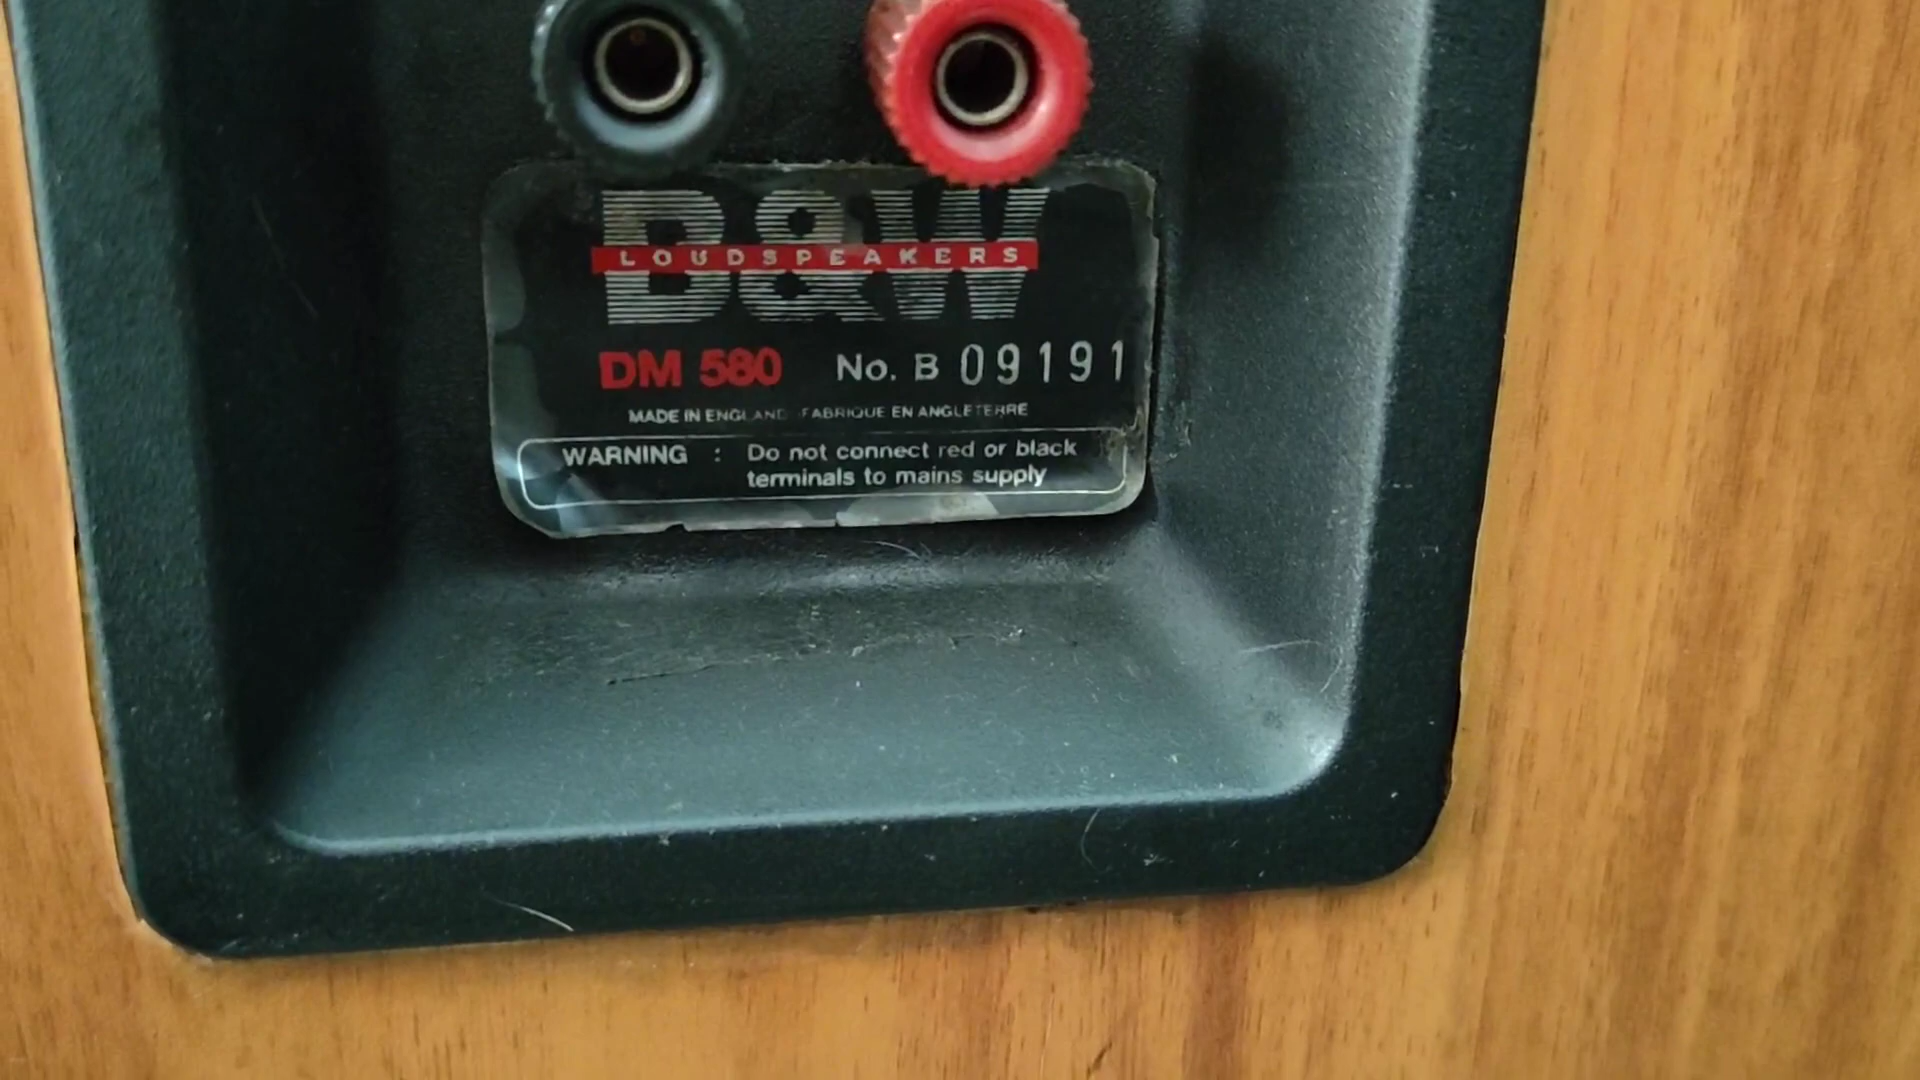 B&W
LOUDSPEAKERS
DM 580 No. B 09191
MADE IN ENGLAND FABRIQUE EN ANGLETERRE
WARNING : Do not connect red or black
terminals to mains supply